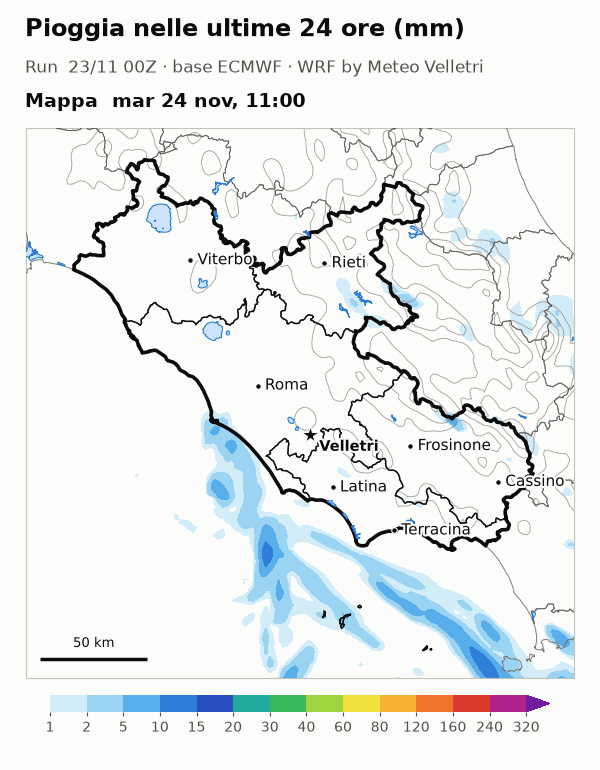 Pioggia nelle ultime 24 ore (mm)
Run  23/11 00Z · base ECMWF · WRF by Meteo Velletri
Mappa  mar 24 nov, 11:00
Viterbo
Rieti
Roma
Velletri
Frosinone
Cassino
Latina
Terracina
50 km
1 2 5 10 15 20 30 40 60 80 120 160 240 320